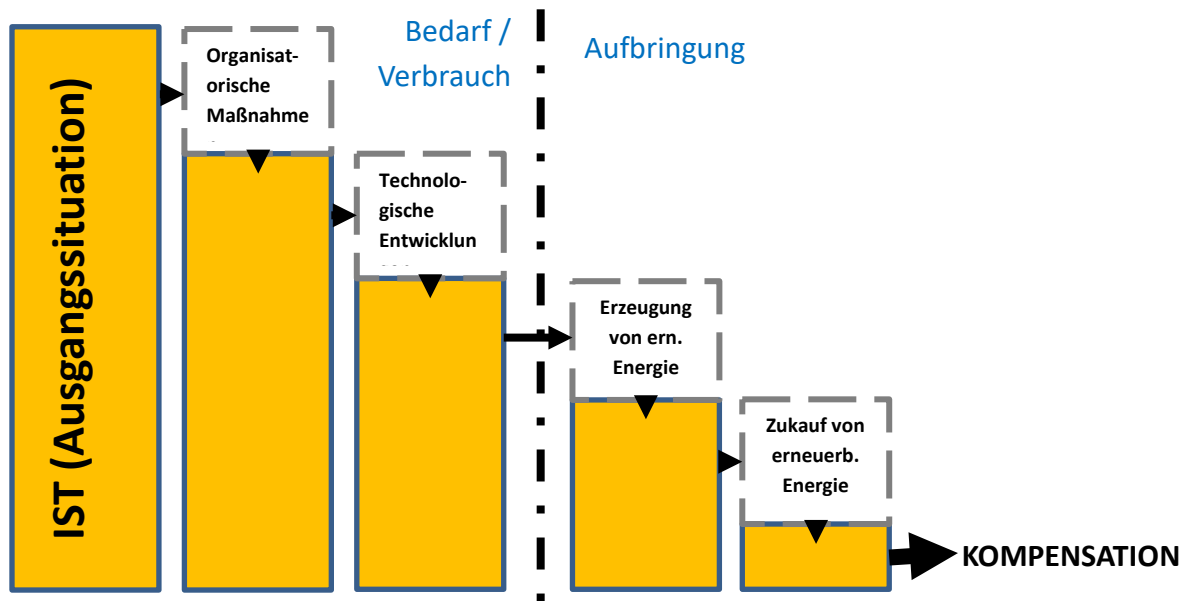 IST (Ausgangssituation)
Organisat-
orische
Maßnahme
Bedarf /
Verbrauch
Technolo-
gische
Entwicklun
Aufbringung
Erzeugung
von ern.
Energie
Zukauf von
erneuerb.
Energie
KOMPENSATION